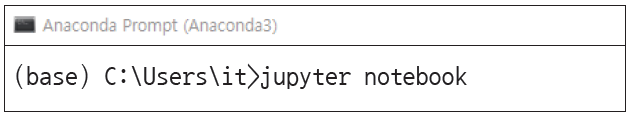 Anaconda Prompt (Anaconda3)
(base) C:\Users\it>jupyter notebook